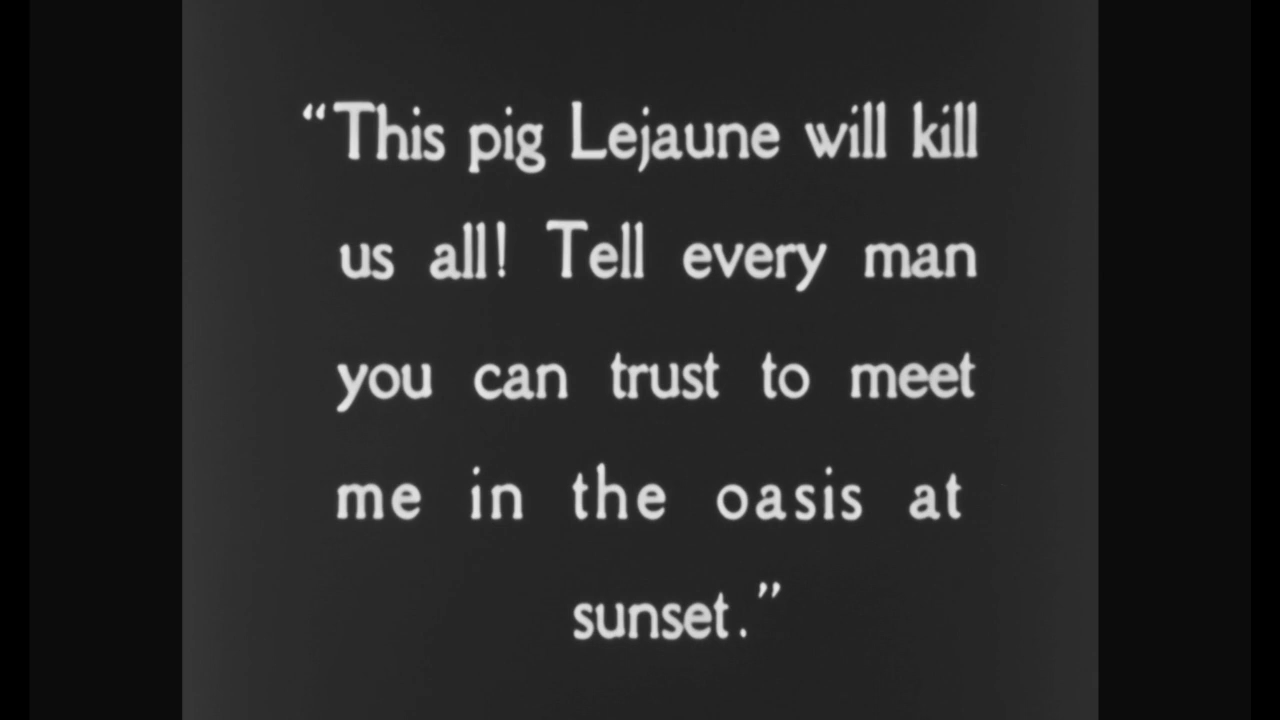 “This pig Lejaune will kill
us all! Tell every man
you can trust to meet
me in the oasis at
sunset.”